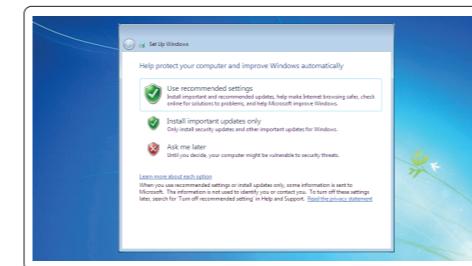 Set Up Windows
Help protect your computer and improve Windows automatically
Use recommended settings
Install important and recommended updates, help make Internet browsing safer, check
online for solutions to problems, and help Microsoft improve Windows.
Install important updates only
Only install security updates and other important updates for Windows.
Ask me later
Until you decide, your computer might be vulnerable to security threats.
Learn more about each option
When you use recommended settings or install updates only, some information is sent to
Microsoft. The information is not used to identify you or contact you. To turn off these settings
later, search for 'Turn off recommended setting' in Help and Support. Read the privacy statement